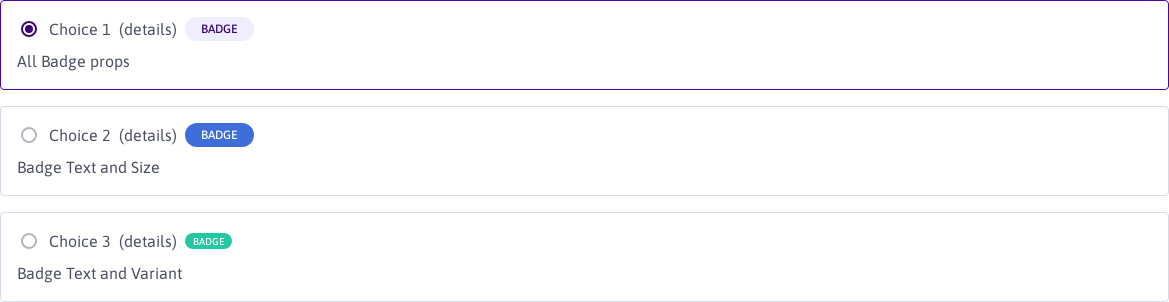 Choice 1 (details) BADGE
All Badge props
Choice 2 (details) BADGE
Badge Text and Size
Choice 3 (details) BADGE
Badge Text and Variant